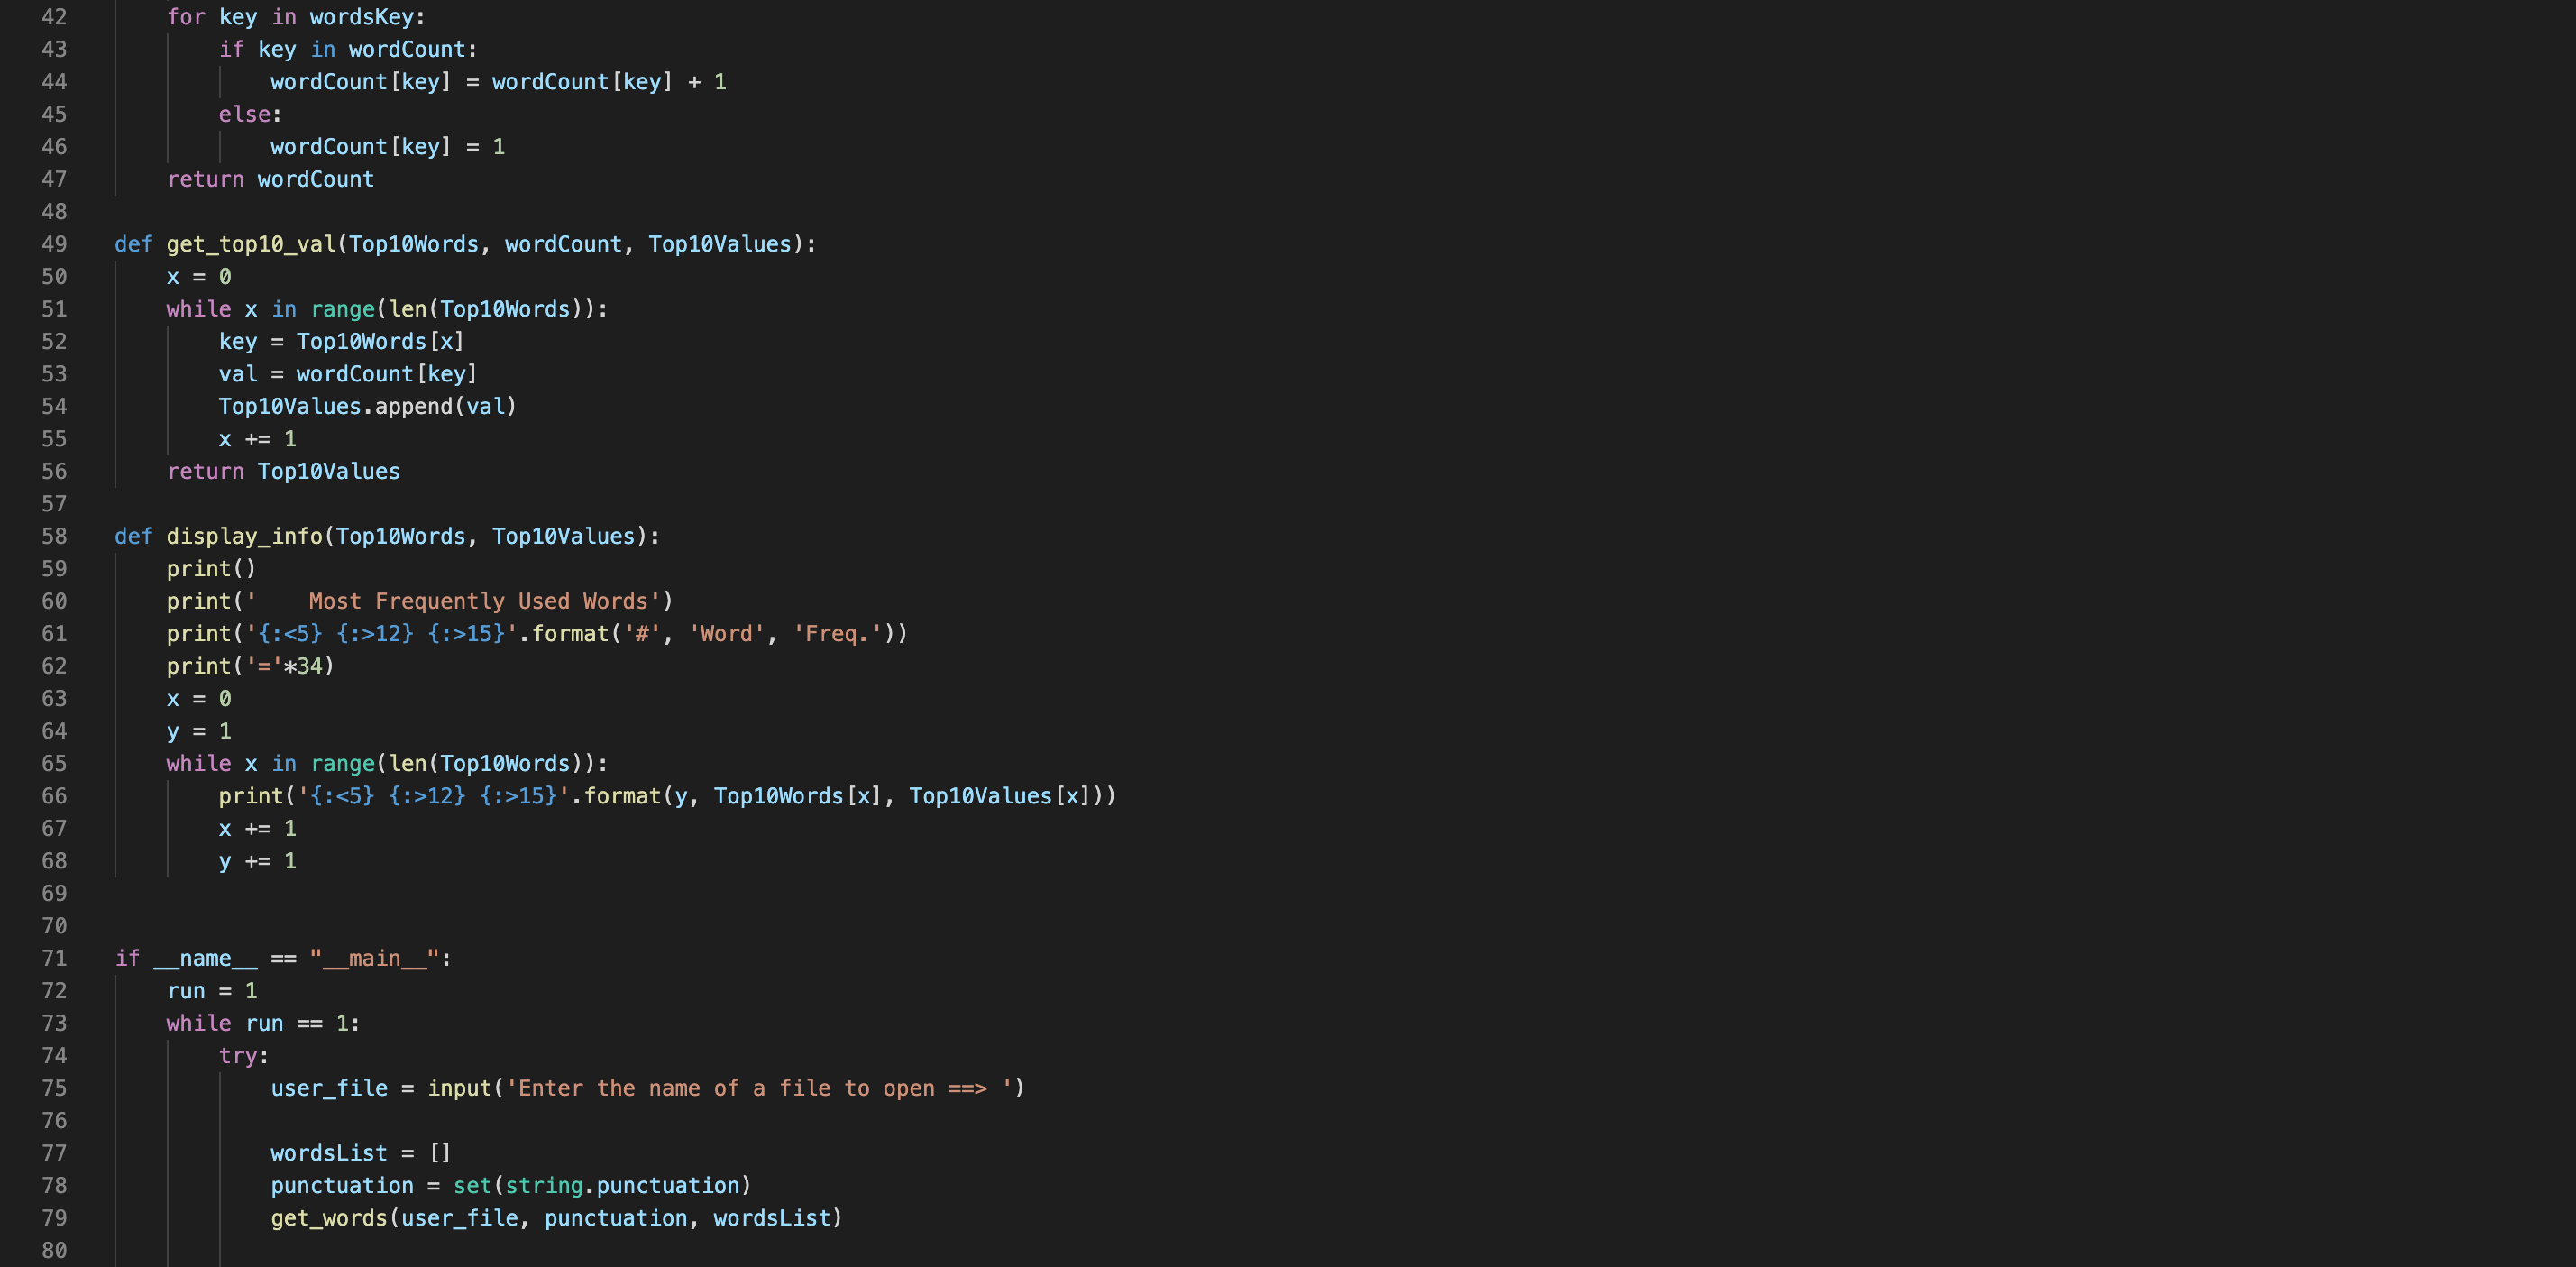 42 for key in wordsKey:
43 if key in wordCount:
44 wordCount[key] = wordCount[key] + 1
45 else:
46 wordCount[key] = 1
47 return wordCount
48
49 def get_top10_val(Top10Words, wordCount, Top10Values):
50 x = 0
51 while x in range(len(Top10Words)):
52 key = Top10Words[x]
53 val = wordCount[key]
54 Top10Values.append(val)
55 x += 1
56 return Top10Values
57
58 def display_info(Top10Words, Top10Values):
59 print()
60 print('    Most Frequently Used Words')
61 print('{:<5} {:>12} {:>15}'.format('#', 'Word', 'Freq.'))
62 print('='*34)
63 x = 0
64 y = 1
65 while x in range(len(Top10Words)):
66 print('{:<5} {:>12} {:>15}'.format(y, Top10Words[x], Top10Values[x]))
67 x += 1
68 y += 1
69
70
71 if __name__ == "__main__":
72 run = 1
73 while run == 1:
74 try:
75 user_file = input('Enter the name of a file to open ==> ')
76
77 wordsList = []
78 punctuation = set(string.punctuation)
79 get_words(user_file, punctuation, wordsList)
80